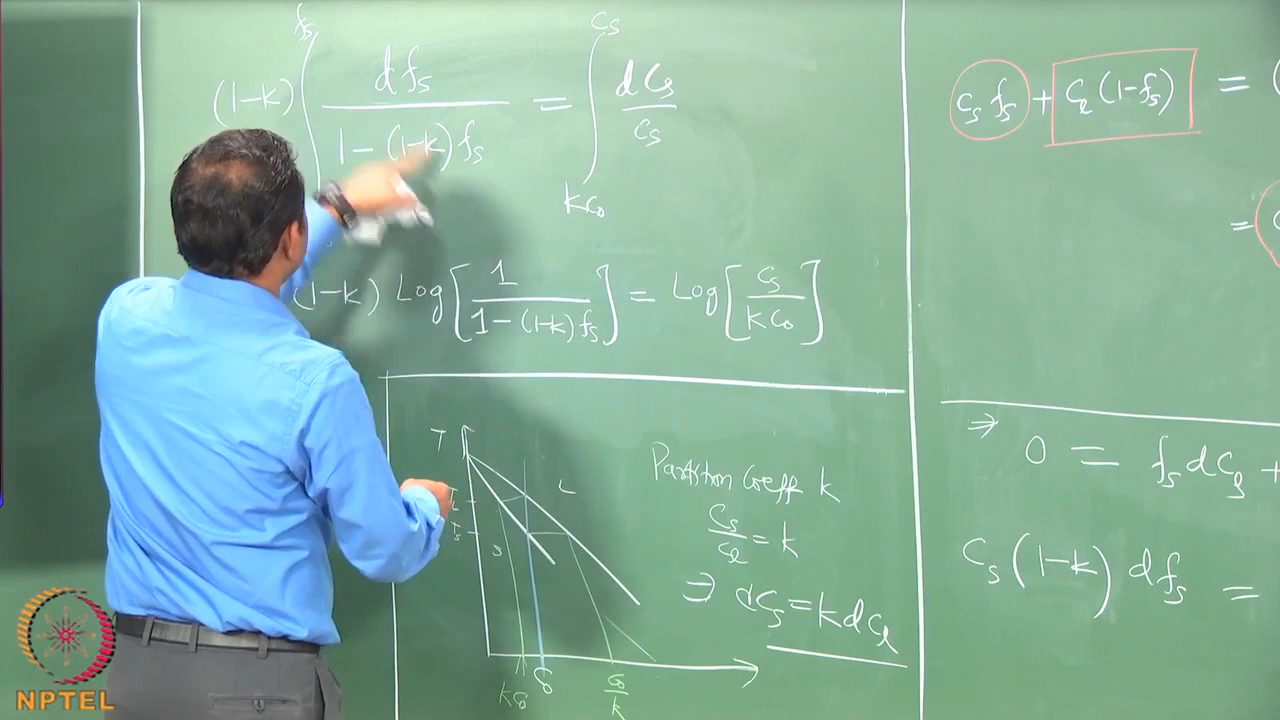 (1-k) ∫ fs dfs / 1 - (1-k)fs = ∫ kC₀ Cs dCs / Cs
(1-k) Log[1 / 1-(1-k)fs] = Log[Cs / kC₀]
T
L
Ts
S
kC₀
C₀
C₀/k
Partition Coeff k
Cs/Cl = k
⇒ dCs = k dCl
Cs fs + Cl (1-fs) =
=
⇒ 0 = fs dCs +
Cs (1-k) dfs =
NPTEL